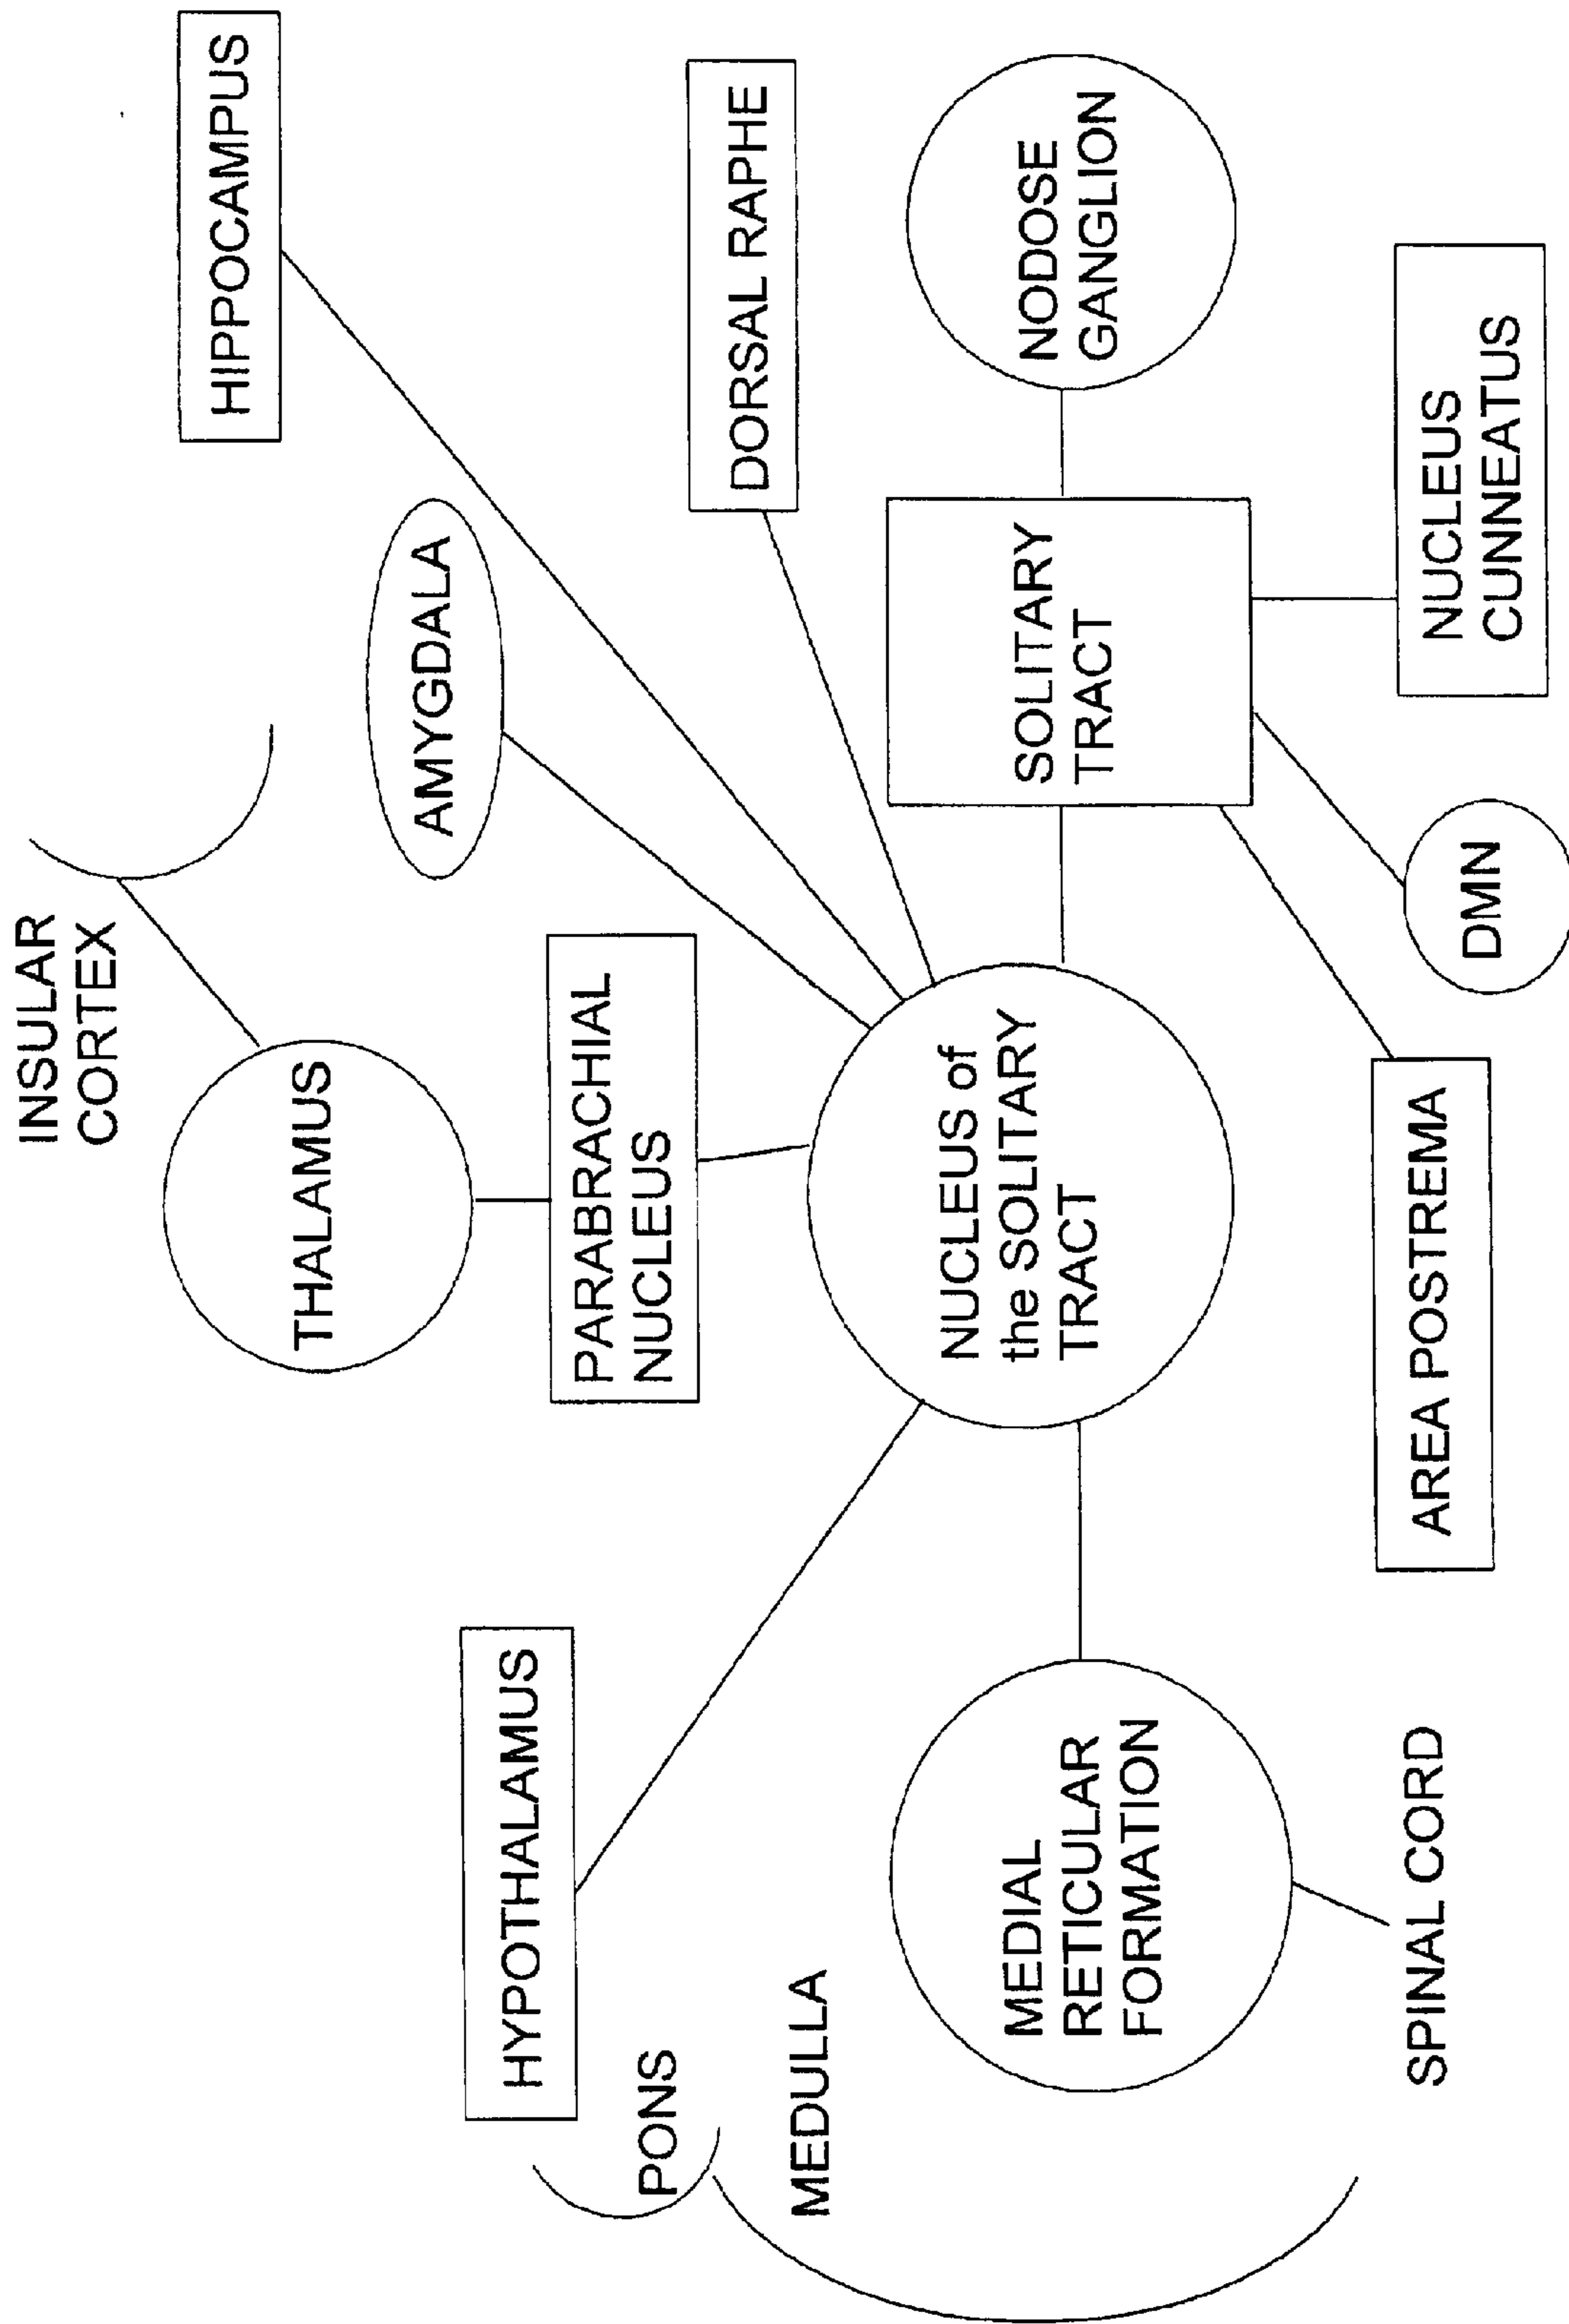 INSULAR
CORTEX
HIPPOCAMPUS
THALAMUS
AMYGDALA
HYPOTHALAMUS
PARABRACHIAL
NUCLEUS
PONS
DORSAL RAPHE
MEDULLA
NUCLEUS of
the SOLITARY
TRACT
SOLITARY
TRACT
NODOSE
GANGLION
MEDIAL
RETICULAR
FORMATION
SPINAL CORD
AREA POSTREMA
DMN
NUCLEUS
CUNNEATUS